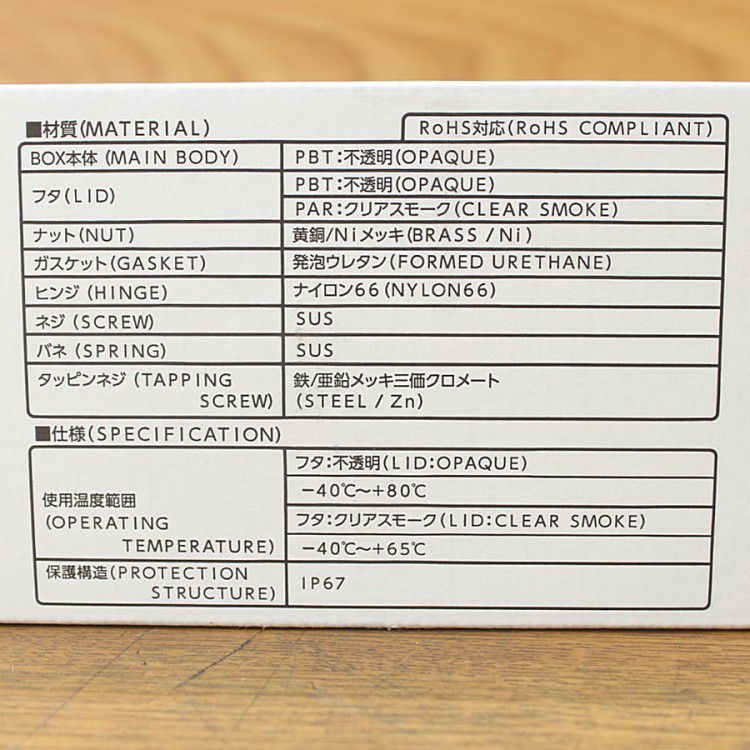 ■材質(MATERIAL)
RoHS対応(RoHS COMPLIANT)
BOX本体 (MAIN BODY)
PBT:不透明(OPAQUE)
フタ(LID)
PBT:不透明(OPAQUE)
PAR:クリアスモーク(CLEAR SMOKE)
ナット(NUT)
黄銅/Niメッキ(BRASS /Ni)
ガスケット(GASKET)
発泡ウレタン(FORMED URETHANE)
ヒンジ (HINGE)
ナイロン66(NYLON66)
ネジ (SCREW)
SUS
バネ (SPRING)
SUS
タッピンネジ (TAPPING
SCREW)
鉄/亜鉛メッキ三価クロメート
(STEEL / Zn)
■仕様(SPECIFICATION)
使用温度範囲
(OPERATING
TEMPERATURE)
フタ:不透明(LID:OPAQUE)
−40℃~+80℃
フタ:クリアスモーク(LID:CLEAR SMOKE)
−40℃~+65℃
保護構造(PROTECTION
STRUCTURE)
IP67